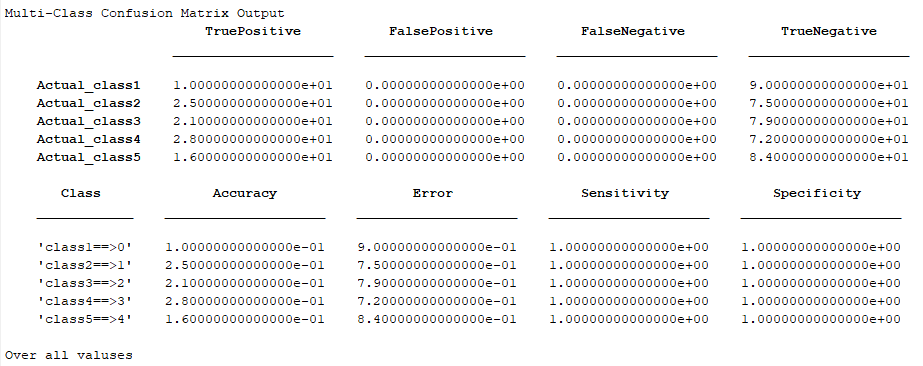 Multi-Class Confusion Matrix Output
TruePositive FalsePositive FalseNegative TrueNegative
Actual_class1 1.00000000000000e+01 0.00000000000000e+00 0.00000000000000e+00 9.00000000000000e+01
Actual_class2 2.50000000000000e+01 0.00000000000000e+00 0.00000000000000e+00 7.50000000000000e+01
Actual_class3 2.10000000000000e+01 0.00000000000000e+00 0.00000000000000e+00 7.90000000000000e+01
Actual_class4 2.80000000000000e+01 0.00000000000000e+00 0.00000000000000e+00 7.20000000000000e+01
Actual_class5 1.60000000000000e+01 0.00000000000000e+00 0.00000000000000e+00 8.40000000000000e+01
Class Accuracy Error Sensitivity Specificity
'class1==>0' 1.00000000000000e-01 9.00000000000000e-01 1.00000000000000e+00 1.00000000000000e+00
'class2==>1' 2.50000000000000e-01 7.50000000000000e-01 1.00000000000000e+00 1.00000000000000e+00
'class3==>2' 2.10000000000000e-01 7.90000000000000e-01 1.00000000000000e+00 1.00000000000000e+00
'class4==>3' 2.80000000000000e-01 7.20000000000000e-01 1.00000000000000e+00 1.00000000000000e+00
'class5==>4' 1.60000000000000e-01 8.40000000000000e-01 1.00000000000000e+00 1.00000000000000e+00
Over all valuses